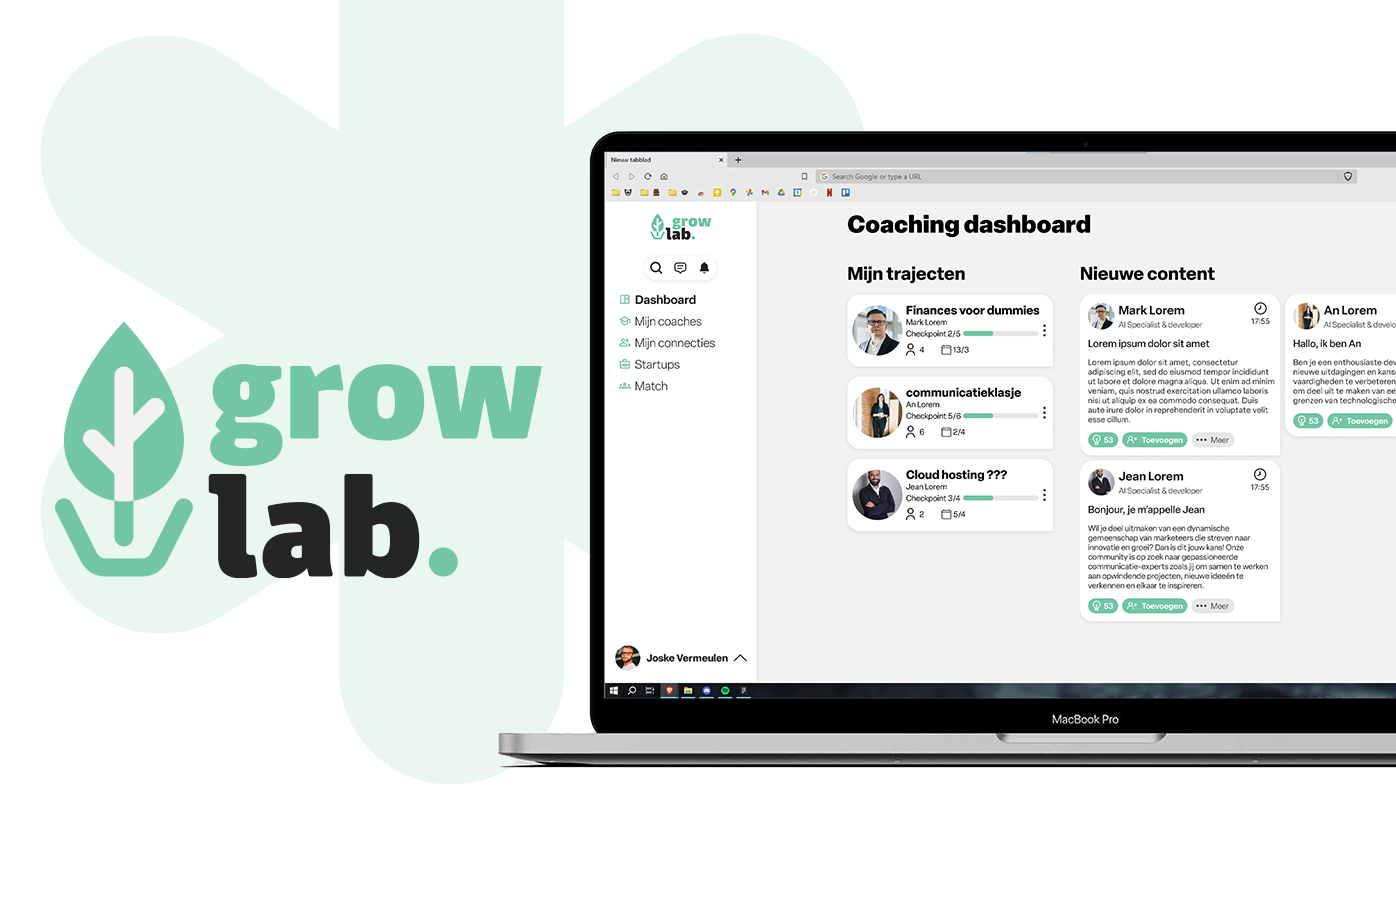 grow
lab.
Nieuw tabblad
Search Google or type a URL
grow
lab.
Dashboard
Mijn coaches
Mijn connecties
Startups
Match
Joske Vermeulen
Coaching dashboard
Mijn trajecten
Finances voor dummies
Mark Lorem
Checkpoint 2/5
4 13/3
communicatieklasje
An Lorem
Checkpoint 5/6
6 2/4
Cloud hosting ???
Jean Lorem
Checkpoint 3/4
2 5/4
Nieuwe content
Mark Lorem
AI Specialist & developer
17:55
Lorem ipsum dolor sit amet
Lorem ipsum dolor sit amet, consectetur
adipiscing elit, sed do eiusmod tempor incididunt
ut labore et dolore magna aliqua. Ut enim ad minim
veniam, quis nostrud exercitation ullamco laboris
nisi ut aliquip ex ea commodo consequat. Duis
aute irure dolor in reprehenderit in voluptate velit
esse cillum.
53 Toevoegen Meer
Jean Lorem
AI Specialist & developer
17:55
Bonjour, je m'appelle Jean
Wil je deel uitmaken van een dynamische
gemeenschap van marketeers die streven naar
innovatie en groei? Dan is dit jouw kans! Onze
community is op zoek naar gepassioneerde
communicatie-experts zoals jij om samen te werken
aan opwindende projecten, nieuwe ideeën te
verkennen en elkaar te inspireren.
53 Toevoegen Meer
An Lorem
AI Specialist & develo
Hallo, ik ben An
Ben je een enthousiaste dev
nieuwe uitdagingen en kans
vaardigheden te verbeteren
om deel uit te maken van ee
grenzen van technologische
53 Toevoegen
MacBook Pro